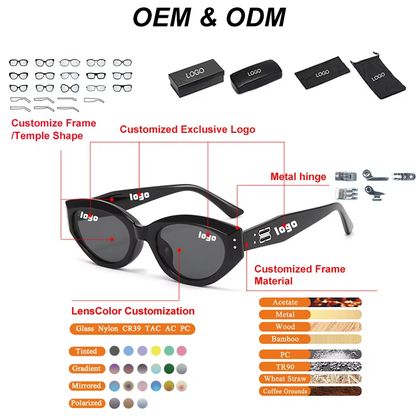 OEM & ODM
LOGO
LOGO
LOGO
LOGO
Customize Frame
/Temple Shape
Customized Exclusive Logo
Metal hinge
logo
logo
logo
Customized Frame
Material
LensColor Customization
Glass Nylon CR39 TAC AC PC
Tinted
Gradient
Mirrored
Polarized
Acetate
Metal
Wood
Bamboo
PC
TR90
Wheat Straw
Coffee Grounds